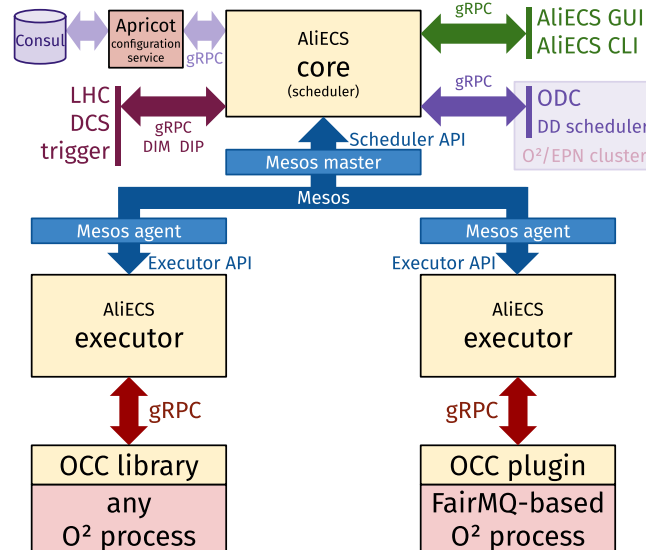 Consul
Apricot
configuration
service
gRPC
AliECS
core
(scheduler)
gRPC
AliECS GUI
AliECS CLI
LHC
DCS
trigger
gRPC
DIM DIP
gRPC
ODC
DD scheduler
O²/EPN cluster
Scheduler API
Mesos master
Mesos
Mesos agent
Mesos agent
Executor API
Executor API
AliECS
executor
AliECS
executor
gRPC
gRPC
OCC library
any
O² process
OCC plugin
FairMQ-based
O² process